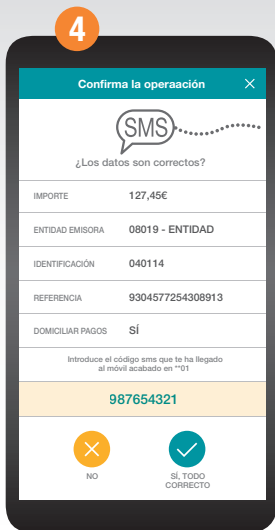 4
Confirma la operaación
SMS
¿Los datos son correctos?
IMPORTE 127,45€
ENTIDAD EMISORA 08019 - ENTIDAD
IDENTIFICACIÓN 040114
REFERENCIA 9304577254308913
DOMICILIAR PAGOS SÍ
Introduce el código sms que te ha llegado
al móvil acabado en **01
987654321
NO
SÍ, TODO
CORRECTO